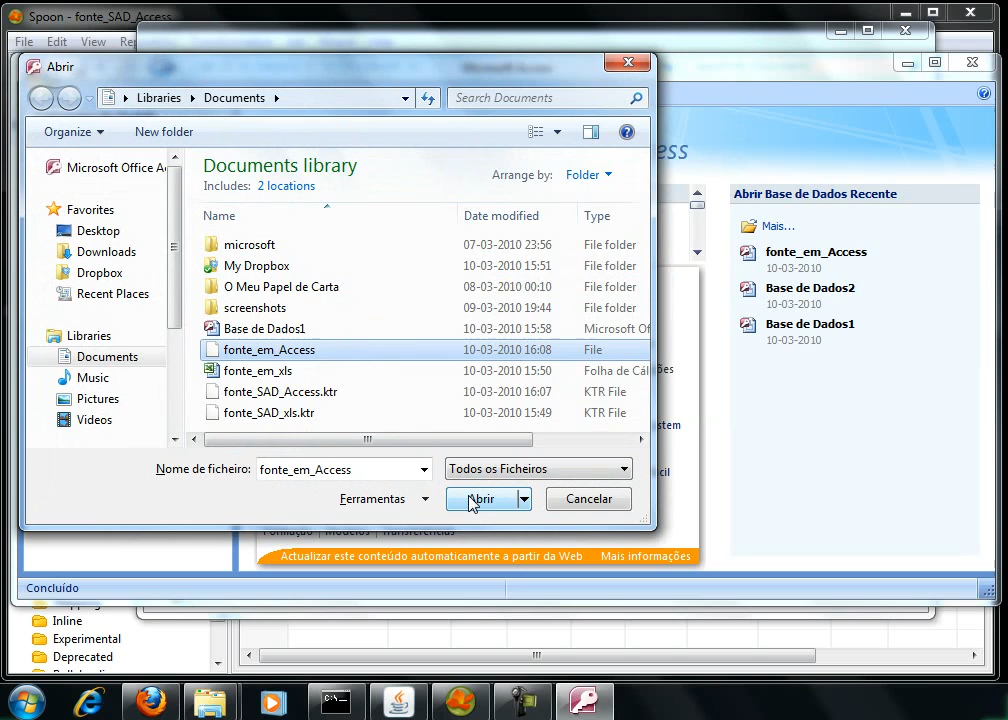 Spoon - fonte_SAD_Access
File Edit View
Abrir
Libraries Documents
Search Documents
Organize New folder
Microsoft Office A
Favorites
Desktop
Downloads
Dropbox
Recent Places
Libraries
Documents
Music
Pictures
Videos
Documents library
Includes: 2 locations
Arrange by: Folder
Name Date modified Type
microsoft 07-03-2010 23:56 File folder
My Dropbox 10-03-2010 15:51 File folder
O Meu Papel de Carta 08-03-2010 00:10 File folder
screenshots 09-03-2010 19:44 File folder
Base de Dados1 10-03-2010 15:58 Microsoft Of
fonte_em_Access 10-03-2010 16:08 File
fonte_em_xls 10-03-2010 15:50 Folha de Cál
fonte_SAD_Access.ktr 10-03-2010 16:07 KTR File
fonte_SAD_xls.ktr 10-03-2010 15:49 KTR File
Nome de ficheiro: fonte_em_Access Todos os Ficheiros
Ferramentas Abrir Cancelar
Abrir Base de Dados Recente
Mais...
fonte_em_Access
10-03-2010
Base de Dados2
10-03-2010
Base de Dados1
10-03-2010
Actualizar este conteúdo automaticamente a partir da Web Mais informações
Concluído
Inline
Experimental
Deprecated